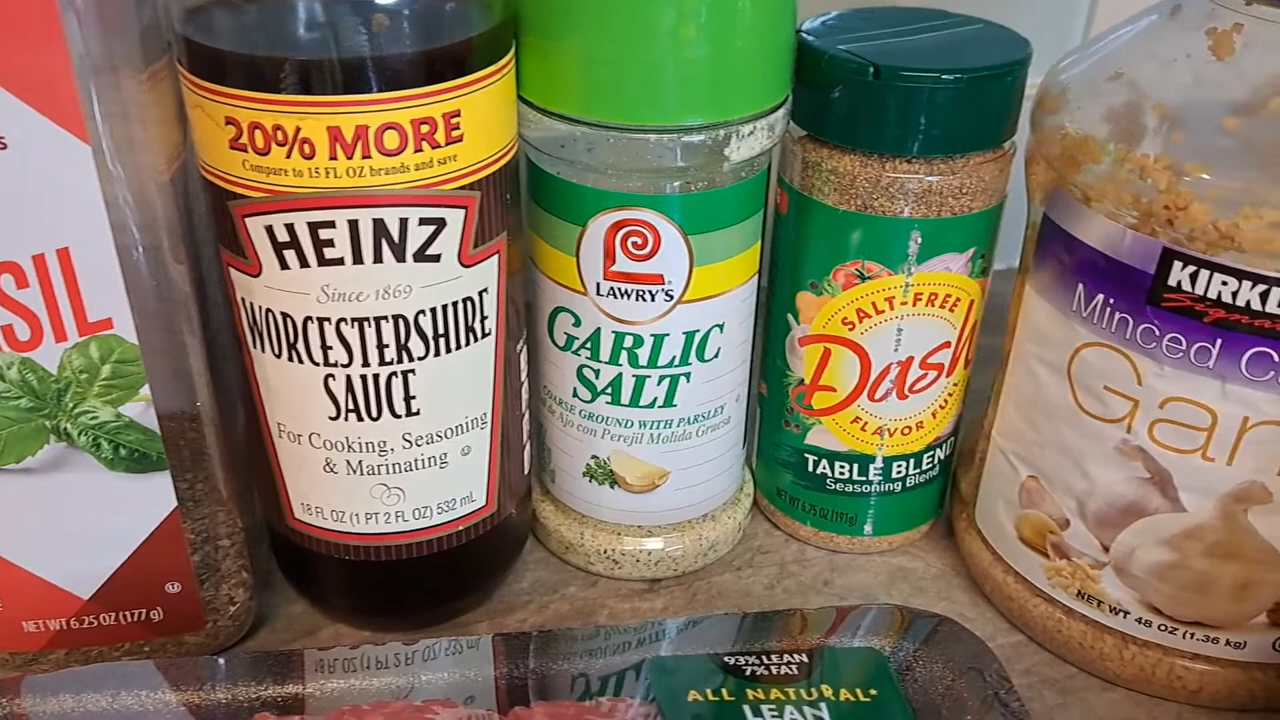 SIL
NET WT 6.25 OZ (177 g)
20% MORE
Compare to 15 FL OZ brands and save
HEINZ
Since 1869
WORCESTERSHIRE
SAUCE
For Cooking, Seasoning
& Marinating
18 FL OZ (1 PT 2 FL OZ) 532 mL
LAWRY'S
GARLIC
SALT
COARSE GROUND WITH PARSLEY
de Ajo con Perejil Molida Gruesa
SALT-FREE
Dash
FLAVOR FULL
TABLE BLEND
Seasoning Blend
NET WT 6.75 OZ (191g)
KIRK
Signa
Minced C
Gar
NET WT 48 OZ (1.36 kg)
93% LEAN
7% FAT
ALL NATURAL*
LEAN